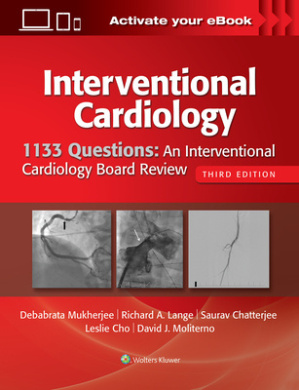 Activate your eBook
Interventional
Cardiology
1133 Questions: An Interventional
Cardiology Board Review
THIRD EDITION
Debabrata Mukherjee | Richard A. Lange | Saurav Chatterjee
Leslie Cho | David J. Moliterno
Wolters Kluwer